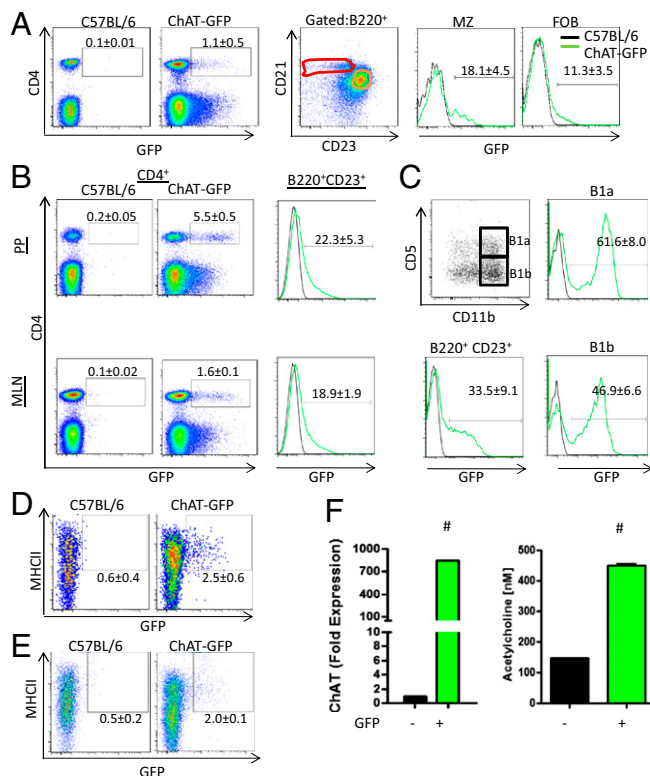 A
C57BL/6
ChAT-GFP
0.1±0.01
1.1±0.5
CD4
GFP
Gated:B220⁺
CD21
CD23
MZ
FOB
18.1±4.5
11.3±3.5
GFP
C57BL/6
ChAT-GFP
B
CD4⁺
C57BL/6
ChAT-GFP
B220⁺CD23⁺
PP
0.2±0.05
5.5±0.5
22.3±5.3
CD4
MLN
0.1±0.02
1.6±0.1
18.9±1.9
GFP
GFP
C
CD5
B1a
B1b
CD11b
B1a
61.6±8.0
B220⁺ CD23⁺
B1b
33.5±9.1
46.9±6.6
GFP
GFP
D
C57BL/6
ChAT-GFP
MHCII
0.6±0.4
2.5±0.6
GFP
E
C57BL/6
ChAT-GFP
MHCII
0.5±0.2
2.0±0.1
GFP
F
#
ChAT (Fold Expression)
1000
800
600
400
200
10
8
6
4
2
0
GFP
-
+
#
Acetylcholine [nM]
500
400
300
200
100
0
-
+